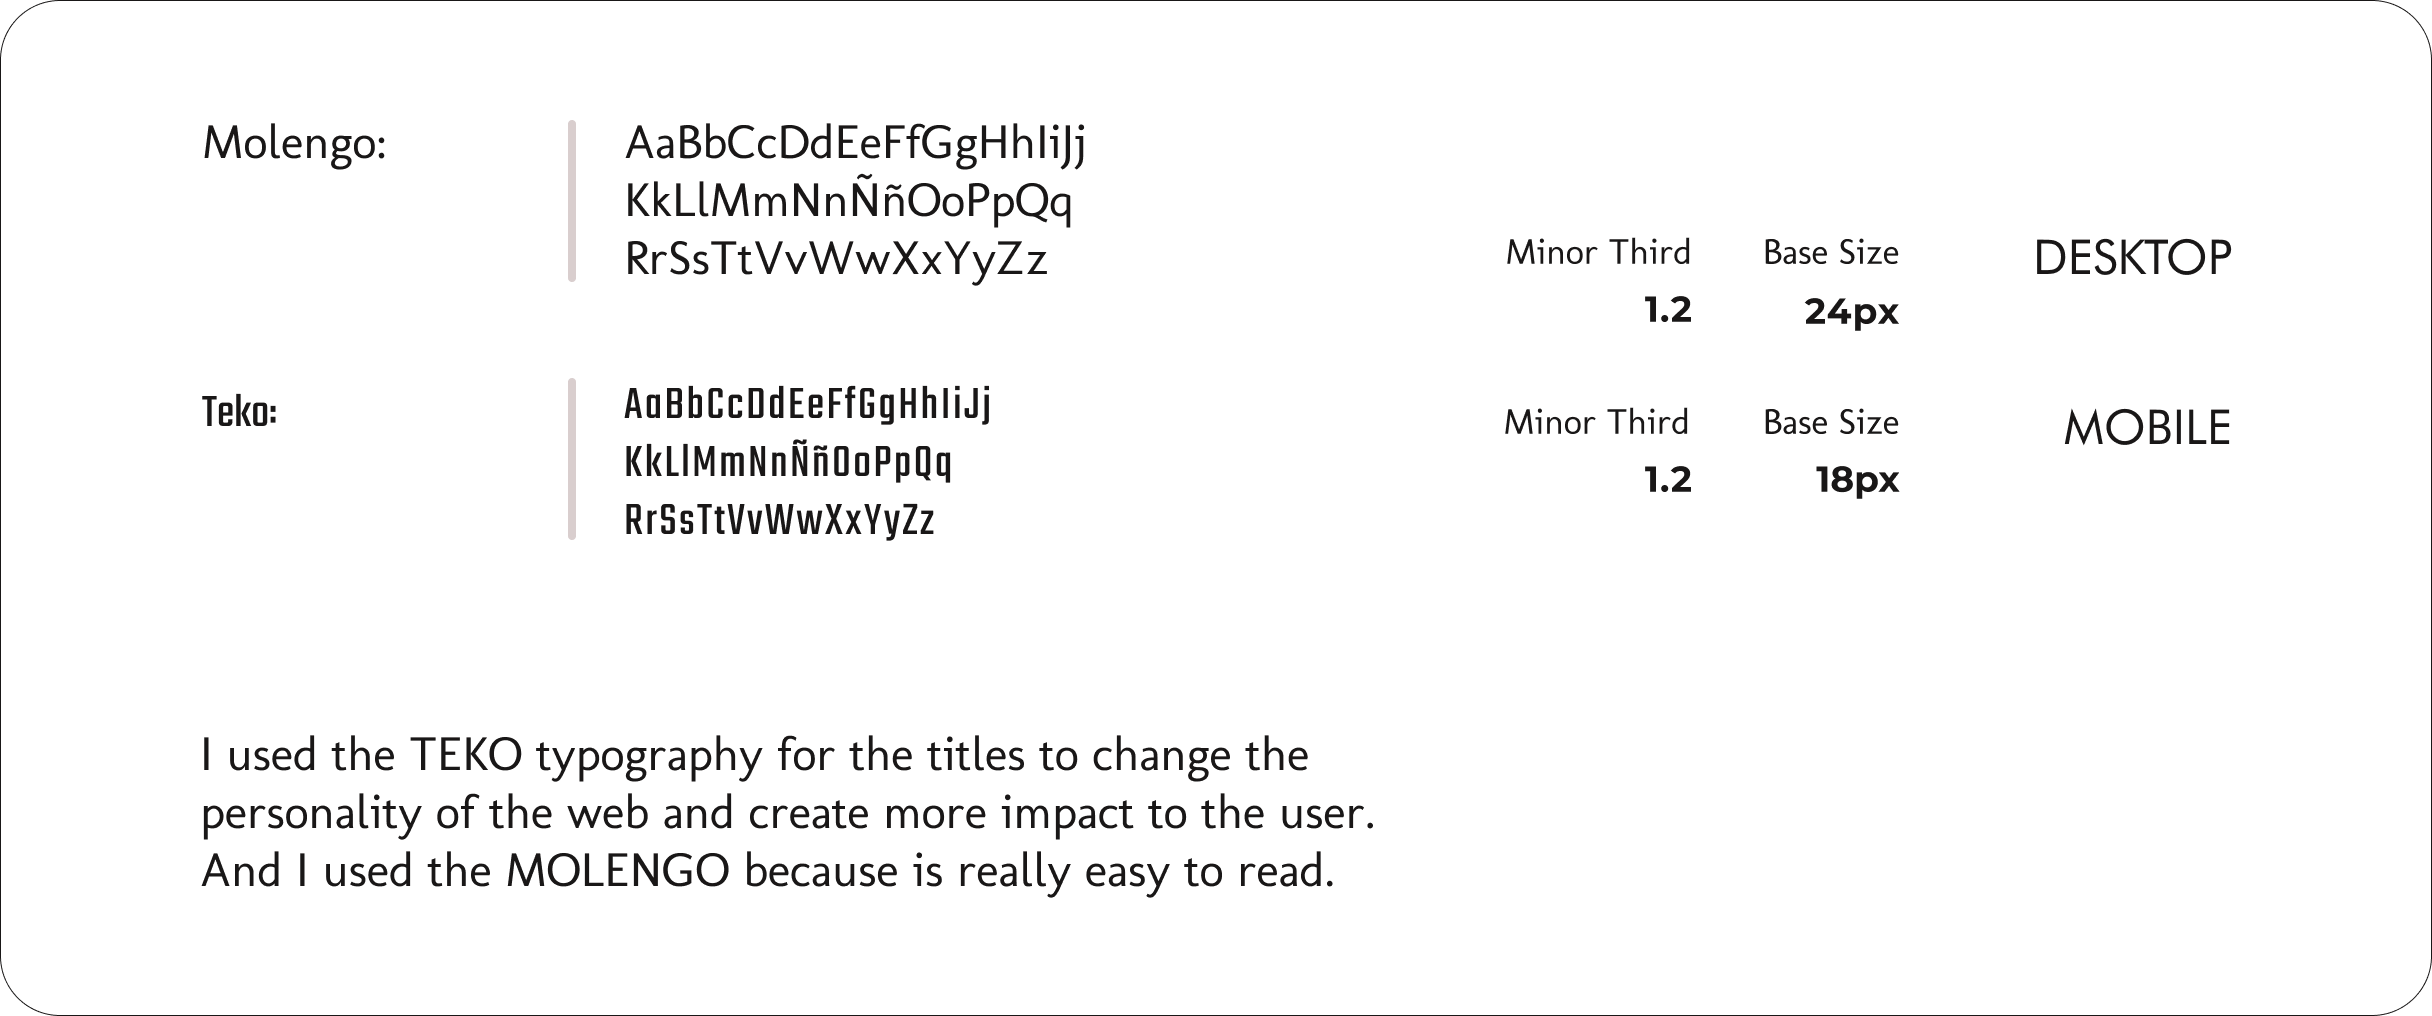 Molengo:
AaBbCcDdEeFfGgHhIiJj
KkLlMmNnÑñOoPpQq
RrSsTtVvWwXxYyZz
Teko:
AaBbCcDdEeFfGgHhIiJj
KkLlMmNnÑñOoPpQq
RrSsTtVvWwXxYyZz
Minor Third Base Size DESKTOP
1.2 24px
Minor Third Base Size MOBILE
1.2 18px
I used the TEKO typography for the titles to change the
personality of the web and create more impact to the user.
And I used the MOLENGO because is really easy to read.